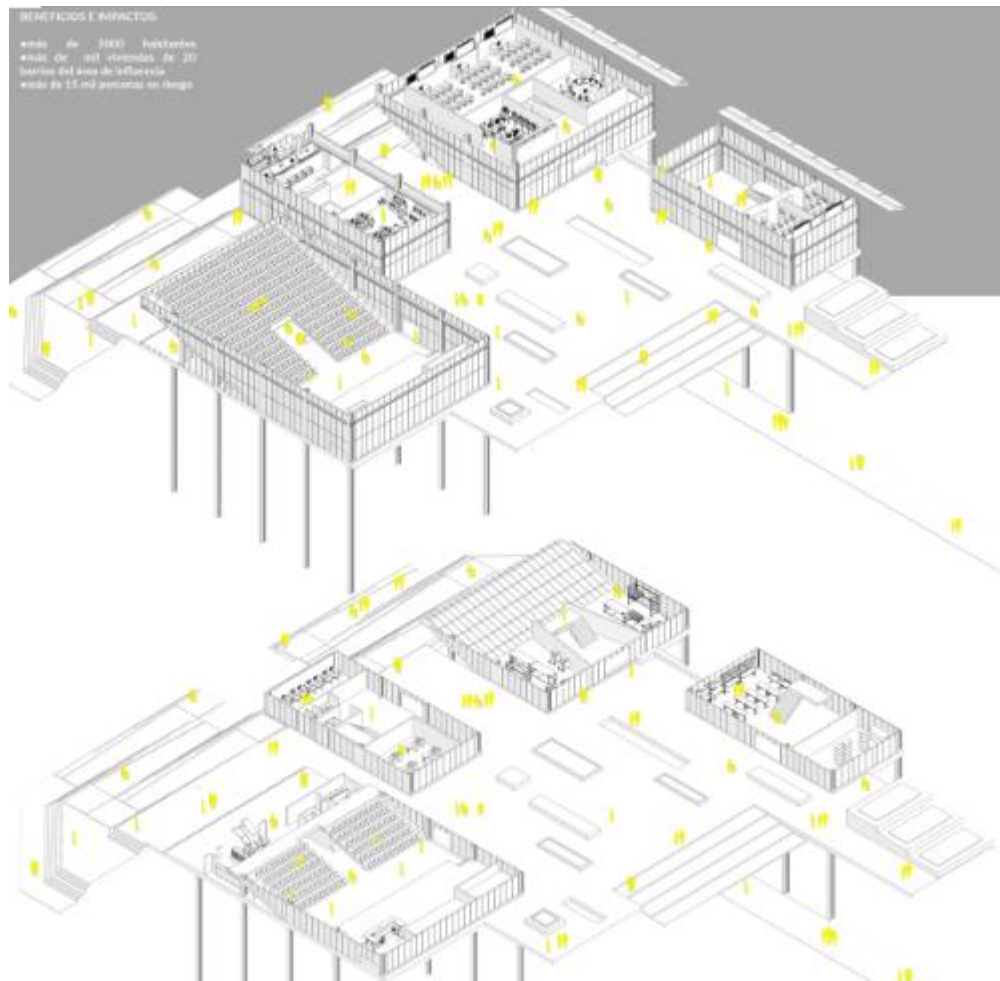 BENEFICIOS E IMPACTOS
•más de 3000 habitantes
•más de mil viviendas de 20
barrios del área de influencia
•más de 15 mil personas en riesgo